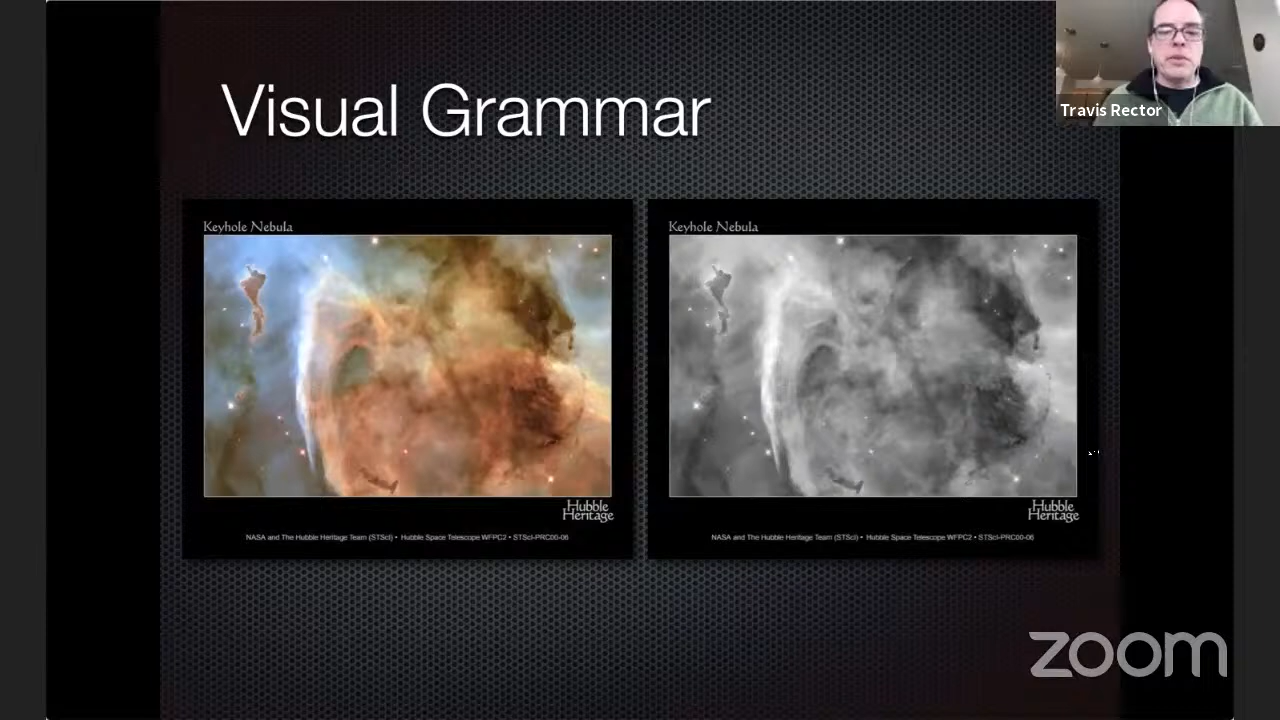 Visual Grammar
Travis Rector
Keyhole Nebula
Hubble
Heritage
NASA and The Hubble Heritage Team (STScI) • Hubble Space Telescope WFPC2 • STScI-PRC00-06
Keyhole Nebula
Hubble
Heritage
NASA and The Hubble Heritage Team (STScI) • Hubble Space Telescope WFPC2 • STScI-PRC00-06
zoom